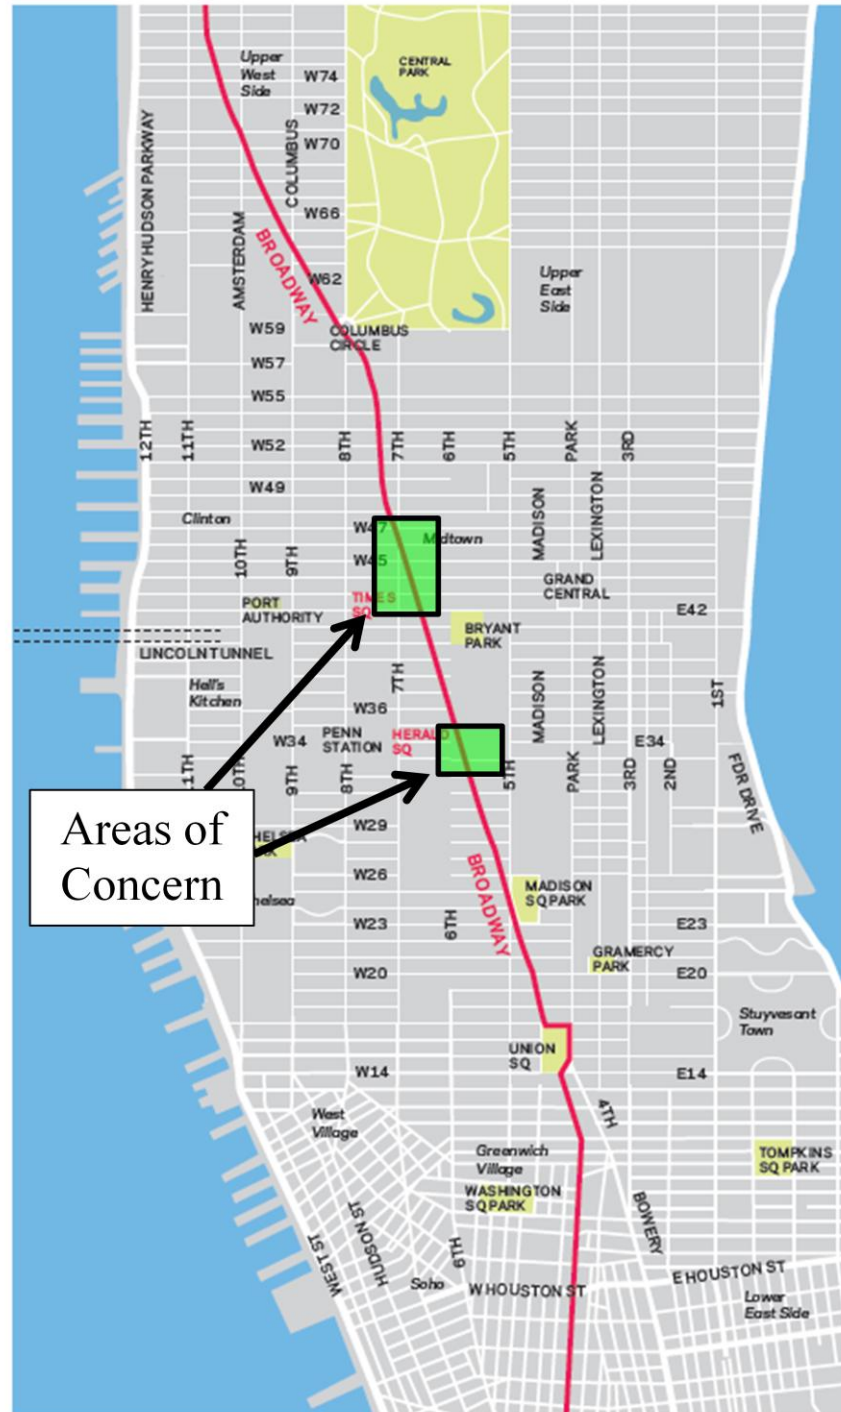 Upper
West
Side
W74
CENTRAL
PARK
W72
W70
COLUMBUS
HENRY HUDSON PARKWAY
AMSTERDAM
W66
BROADWAY
W62
Upper
East
Side
W59
COLUMBUS
CIRCLE
W57
W55
12TH
11TH
W52
8TH
7TH
6TH
5TH
PARK
3RD
W49
Clinton
W47
Midtown
MADISON
LEXINGTON
10TH
9TH
W45
GRAND
CENTRAL
PORT
AUTHORITY
TIMES
SQ
E42
BRYANT
PARK
LINCOLN TUNNEL
Hell's
Kitchen
7TH
MADISON
LEXINGTON
1ST
W36
W34
PENN
STATION
HERALD
SQ
E34
11TH
10TH
9TH
8TH
5TH
PARK
3RD
2ND
FDR DRIVE
Areas of
Concern
W29
W26
MADISON
SQ PARK
BROADWAY
W23
6TH
E23
GRAMERCY
PARK
W20
E20
Stuyvesant
Town
UNION
SQ
W14
E14
West
Village
4TH
Greenwich
Village
TOMPKINS
SQ PARK
WASHINGTON
SQ PARK
BOWERY
HUDSON ST
WEST ST
6TH
Soho
W HOUSTON ST
E HOUSTON ST
Lower
East Side